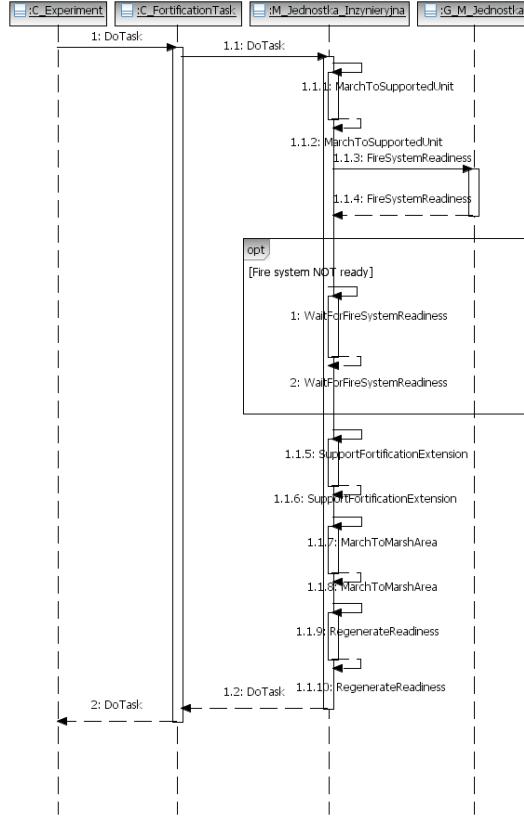 :C_Experiment
:C_FortificationTask
:M_Jednostka_Inzynieryjna
:G_M_Jednostka
1: DoTask
1.1: DoTask
1.1.1: MarchToSupportedUnit
1.1.2: MarchToSupportedUnit
1.1.3: FireSystemReadiness
1.1.4: FireSystemReadiness
opt
[Fire system NOT ready]
1: WaitForFireSystemReadiness
2: WaitForFireSystemReadiness
1.1.5: SupportFortificationExtension
1.1.6: SupportFortificationExtension
1.1.7: MarchToMarshArea
1.1.8: MarchToMarshArea
1.1.9: RegenerateReadiness
1.1.10: RegenerateReadiness
1.2: DoTask
2: DoTask